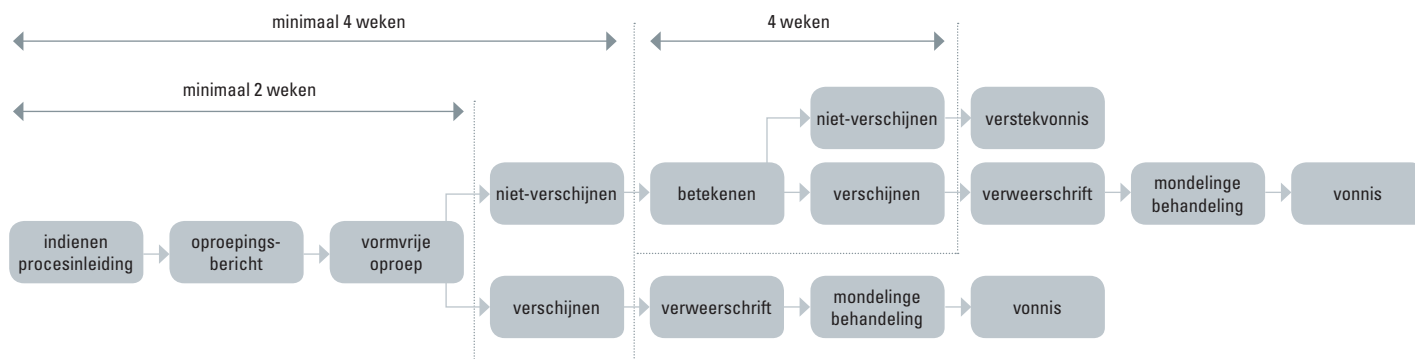 minimaal 4 weken
4 weken
minimaal 2 weken
niet-verschijnen
verstekvonnis
niet-verschijnen
betekenen
verschijnen
verweerschrift
mondelinge
behandeling
vonnis
indienen
procesinleiding
oproepings-
bericht
vormvrije
oproep
verschijnen
verweerschrift
mondelinge
behandeling
vonnis